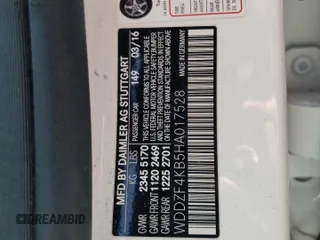 MFD BY DAIMLER AG STUTTGART
PASSENGER CAR 149 03/16
KG LBS
GVWR 2345 5170
GAWR FRONT 1120 2469
GAWR REAR 1225 2701
THIS VEHICLE CONFORMS TO ALL APPLICABLE
U.S. FEDERAL MOTOR VEHICLE SAFETY, BUMPER
AND THEFT PREVENTION STANDARDS IN EFFECT
ON THE DATE OF MANUFACTURE SHOWN ABOVE
WDDZF4KB5HA017528
MADE IN GERMANY
DREAMBID